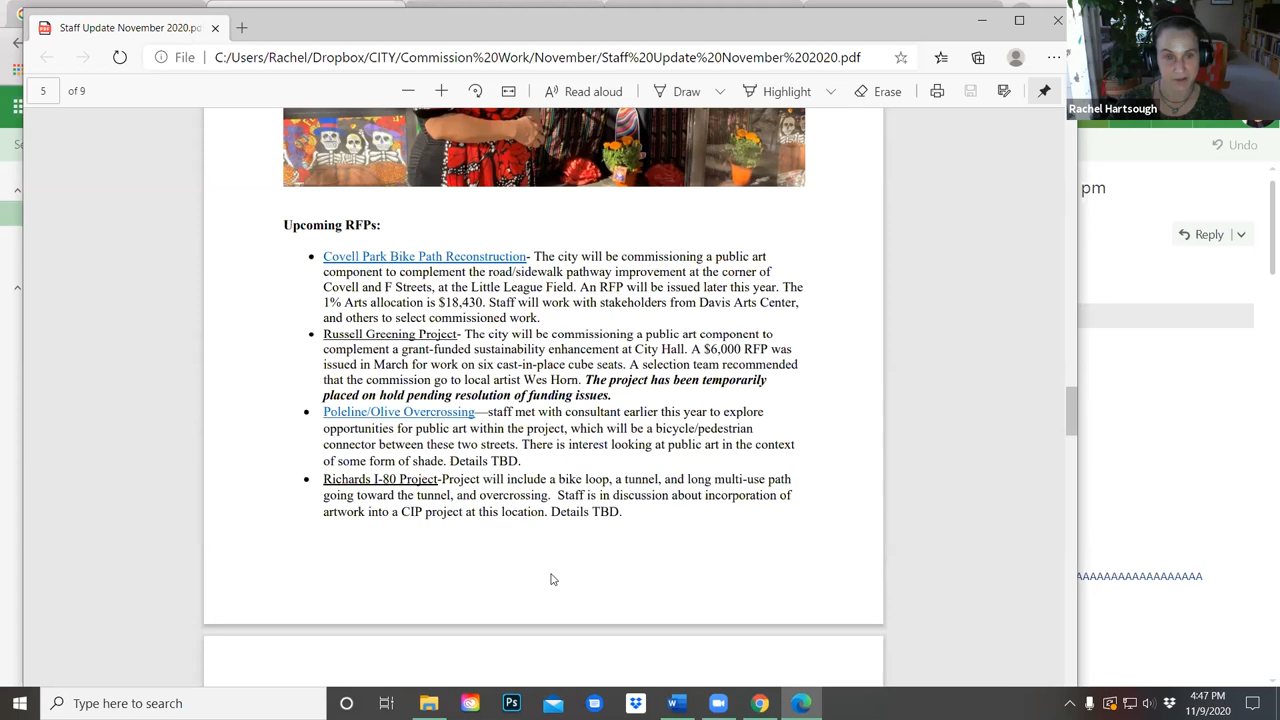 Staff Update November 2020.pd
File
C:/Users/Rachel/Dropbox/CITY/Commission%20Work/November/Staff%20Update%20November%202020.pdf
5 of 9
Read aloud
Draw
Highlight
Erase
Rachel Hartsough
Undo
pm
Reply
Upcoming RFPs:
• Covell Park Bike Path Reconstruction- The city will be commissioning a public art
component to complement the road/sidewalk pathway improvement at the corner of
Covell and F Streets, at the Little League Field. An RFP will be issued later this year. The
1% Arts allocation is $18,430. Staff will work with stakeholders from Davis Arts Center,
and others to select commissioned work.
• Russell Greening Project- The city will be commissioning a public art component to
complement a grant-funded sustainability enhancement at City Hall. A $6,000 RFP was
issued in March for work on six cast-in-place cube seats. A selection team recommended
that the commission go to local artist Wes Horn. The project has been temporarily
placed on hold pending resolution of funding issues.
• Poleline/Olive Overcrossing—staff met with consultant earlier this year to explore
opportunities for public art within the project, which will be a bicycle/pedestrian
connector between these two streets. There is interest looking at public art in the context
of some form of shade. Details TBD.
• Richards I-80 Project-Project will include a bike loop, a tunnel, and long multi-use path
going toward the tunnel, and overcrossing. Staff is in discussion about incorporation of
artwork into a CIP project at this location. Details TBD.
AAAAAAAAAAAAAAAAAA
Type here to search
Ps
4:47 PM
11/9/2020